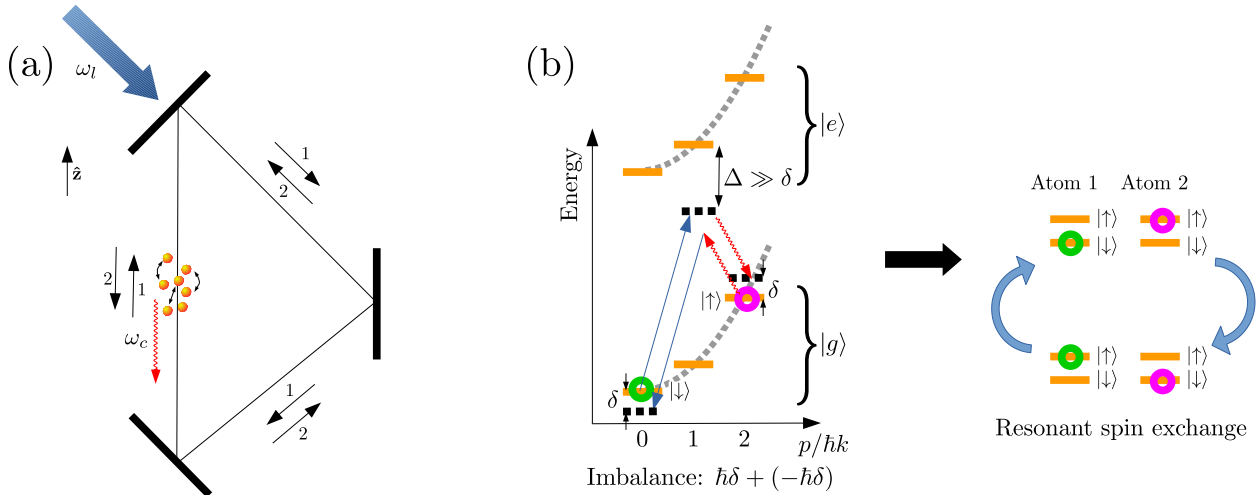 (a)
ω_l
ẑ
1
2
2
1
ω_c
1
2
(b)
Energy
|e⟩
Δ ≫ δ
|↑⟩
δ
|g⟩
|↓⟩
δ
0 1 2 p/ħk
Imbalance: ħδ + (−ħδ)
Atom 1 Atom 2
|↑⟩ |↑⟩
|↓⟩ |↓⟩
|↑⟩ |↑⟩
|↓⟩ |↓⟩
Resonant spin exchange